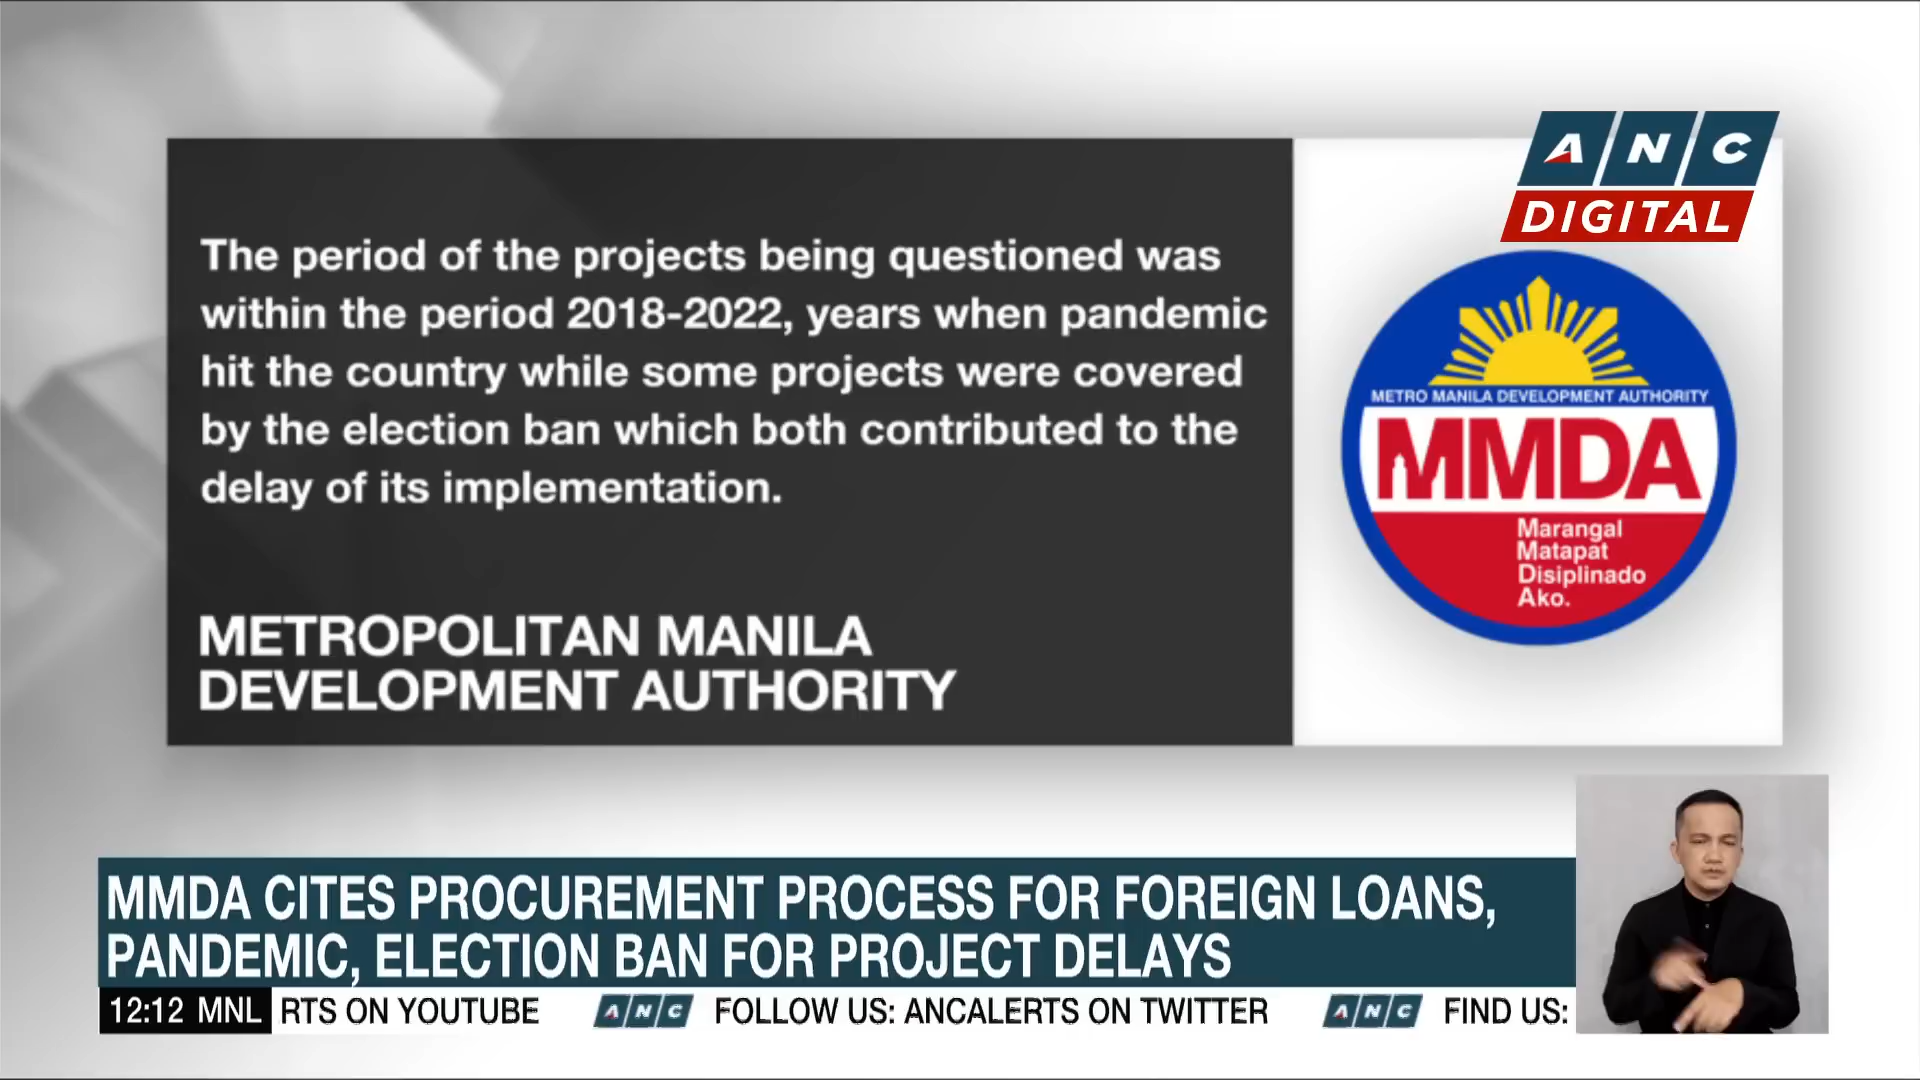 ANC
DIGITAL
The period of the projects being questioned was
within the period 2018-2022, years when pandemic
hit the country while some projects were covered
by the election ban which both contributed to the
delay of its implementation.
METROPOLITAN MANILA
DEVELOPMENT AUTHORITY
METRO MANILA DEVELOPMENT AUTHORITY
MMDA
Marangal
Matapat
Disiplinado
Ako.
MMDA CITES PROCUREMENT PROCESS FOR FOREIGN LOANS,
PANDEMIC, ELECTION BAN FOR PROJECT DELAYS
12:12 MNL RTS ON YOUTUBE ANC FOLLOW US: ANCALERTS ON TWITTER ANC FIND US: